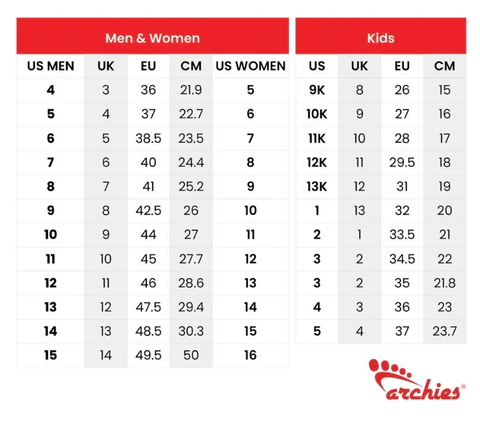 Men & Women
US MEN UK EU CM US WOMEN
4 3 36 21.9 5
5 4 37 22.7 6
6 5 38.5 23.5 7
7 6 40 24.4 8
8 7 41 25.2 9
9 8 42.5 26 10
10 9 44 27 11
11 10 45 27.7 12
12 11 46 28.6 13
13 12 47.5 29.4 14
14 13 48.5 30.3 15
15 14 49.5 50 16
Kids
US UK EU CM
9K 8 26 15
10K 9 27 16
11K 10 28 17
12K 11 29.5 18
13K 12 31 19
1 13 32 20
2 1 33.5 21
3 2 34.5 22
3 2 35 21.8
4 3 36 23
5 4 37 23.7
archies®